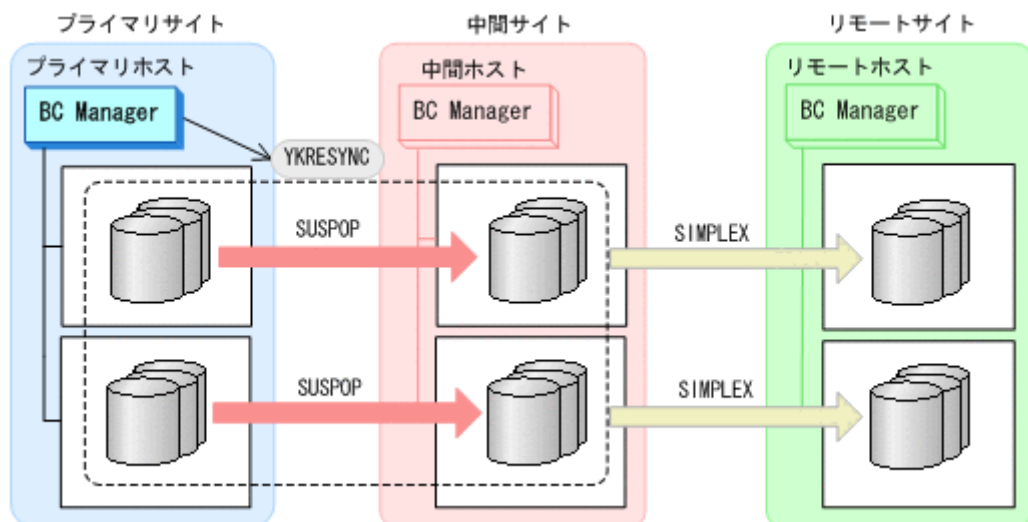 プライマリサイト
中間サイト
リモートサイト
プライマリホスト
中間ホスト
リモートホスト
BC Manager
BC Manager
BC Manager
YKRESYNC
SUSPOP
SIMPLEX
SUSPOP
SIMPLEX